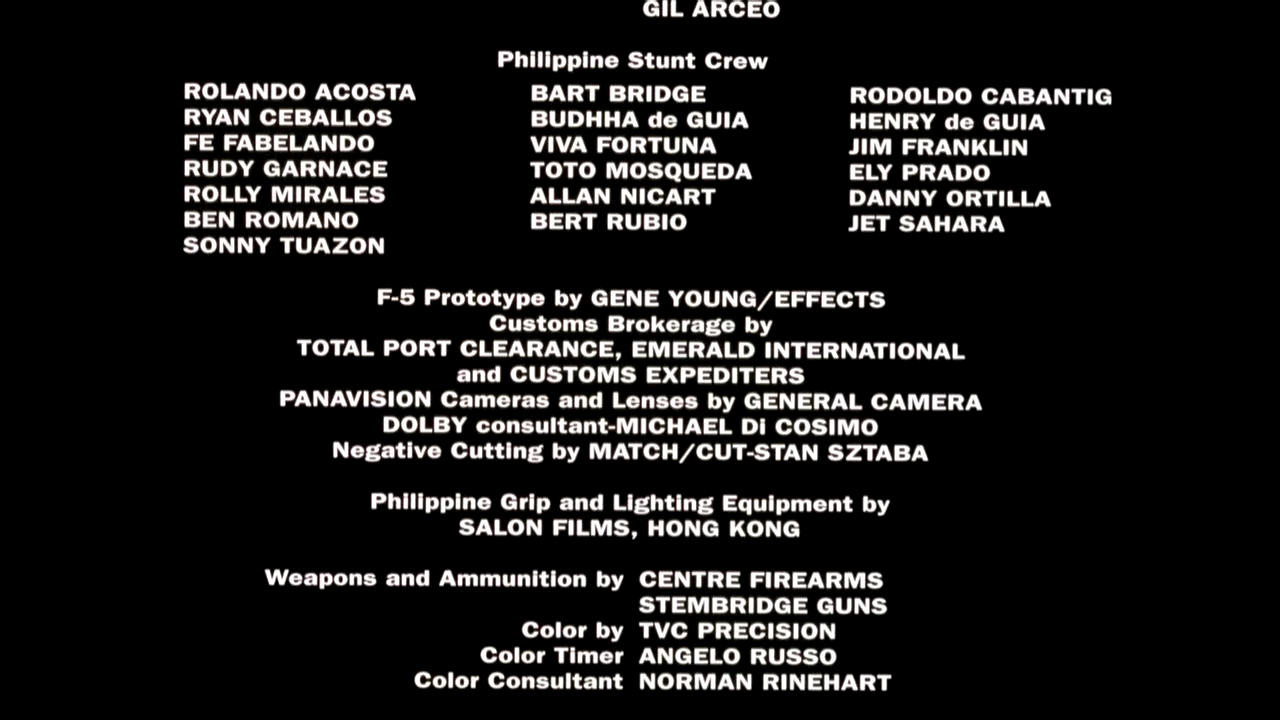 GIL ARCEO
Philippine Stunt Crew
ROLANDO ACOSTA BART BRIDGE RODOLDO CABANTIG
RYAN CEBALLOS BUDHHA de GUIA HENRY de GUIA
FE FABELANDO VIVA FORTUNA JIM FRANKLIN
RUDY GARNACE TOTO MOSQUEDA ELY PRADO
ROLLY MIRALES ALLAN NICART DANNY ORTILLA
BEN ROMANO BERT RUBIO JET SAHARA
SONNY TUAZON
F-5 Prototype by GENE YOUNG/EFFECTS
Customs Brokerage by
TOTAL PORT CLEARANCE, EMERALD INTERNATIONAL
and CUSTOMS EXPEDITERS
PANAVISION Cameras and Lenses by GENERAL CAMERA
DOLBY consultant-MICHAEL Di COSIMO
Negative Cutting by MATCH/CUT-STAN SZTABA
Philippine Grip and Lighting Equipment by
SALON FILMS, HONG KONG
Weapons and Ammunition by CENTRE FIREARMS
STEMBRIDGE GUNS
Color by TVC PRECISION
Color Timer ANGELO RUSSO
Color Consultant NORMAN RINEHART